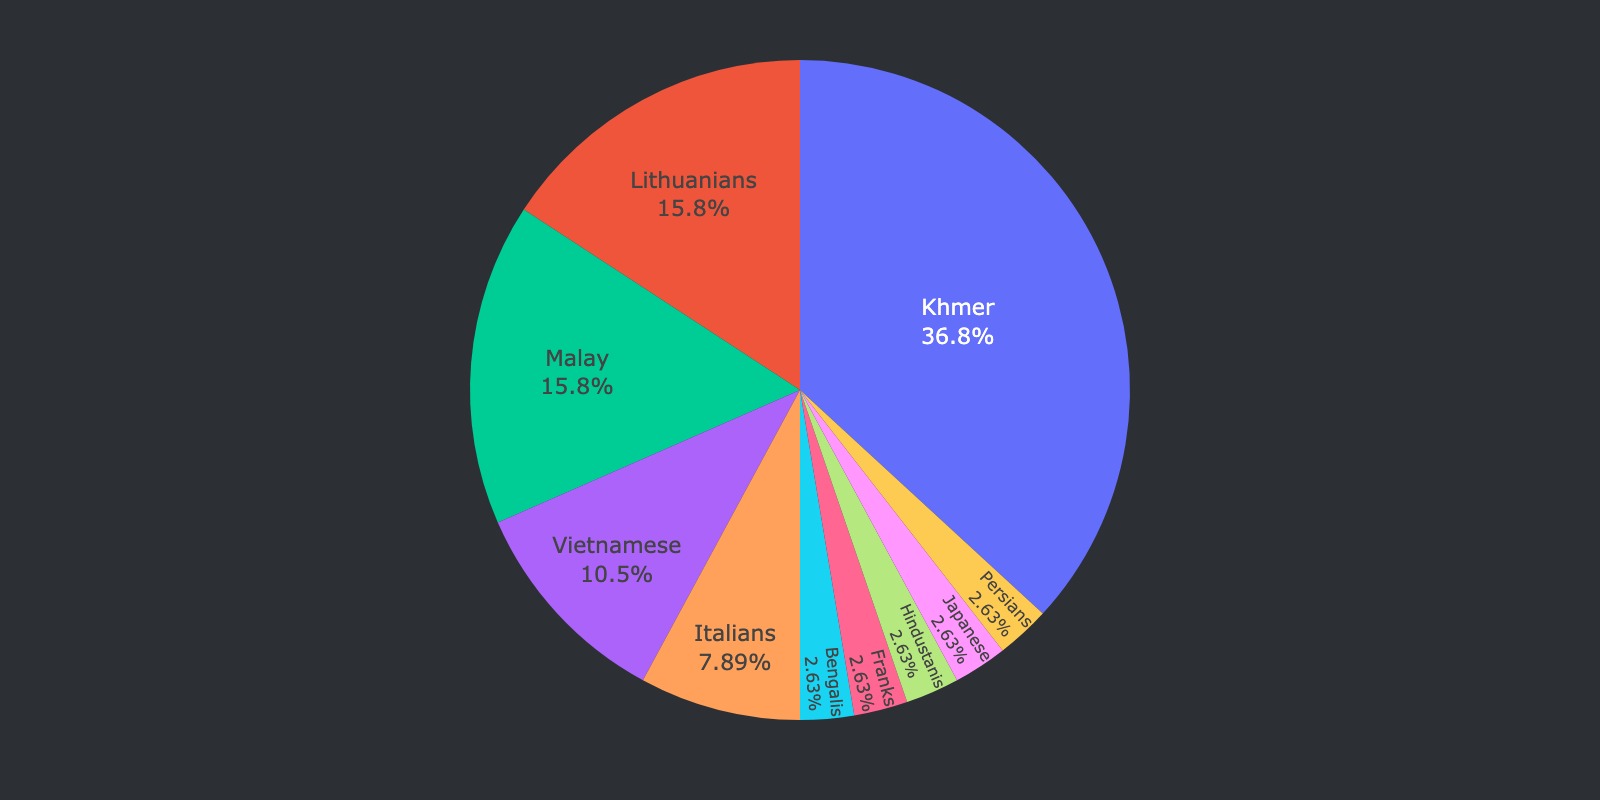 Khmer
36.8%
Lithuanians
15.8%
Malay
15.8%
Vietnamese
10.5%
Italians
7.89%
Bengalis
2.63%
Franks
2.63%
Hindustanis
2.63%
Japanese
2.63%
Persians
2.63%